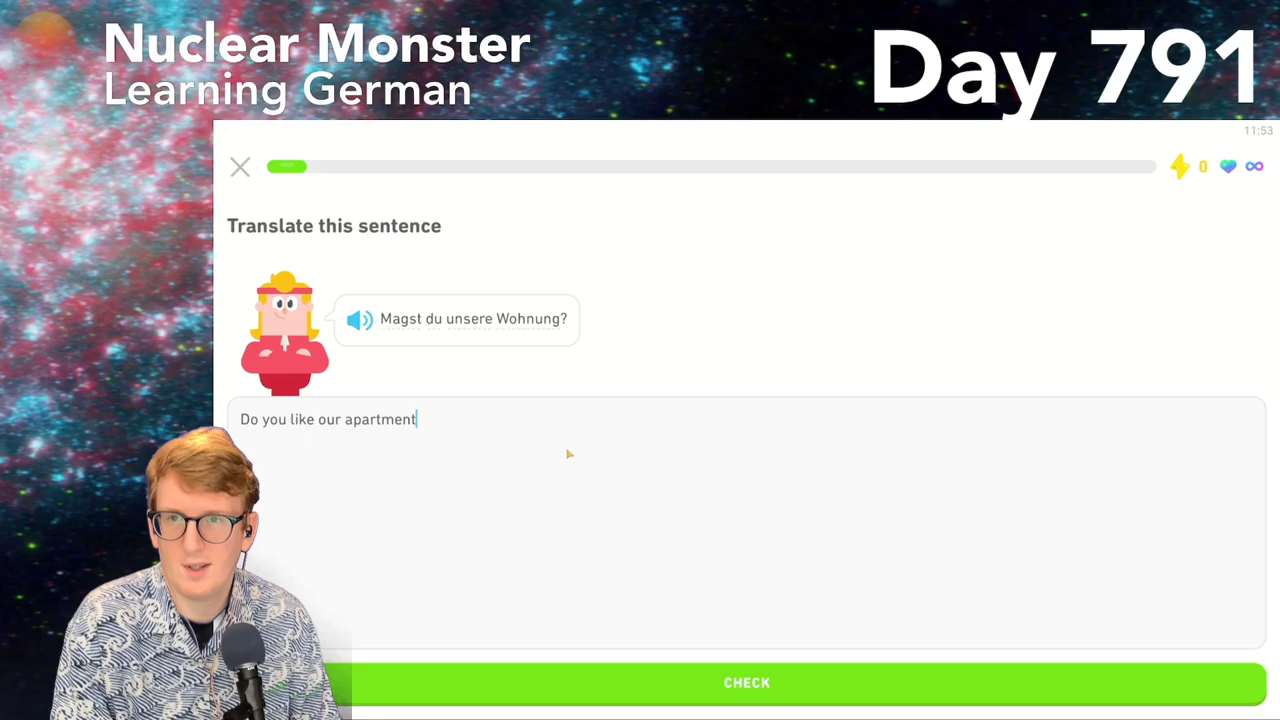 Nuclear Monster
Learning German
Day 791
11:53
0
Translate this sentence
Magst du unsere Wohnung?
Do you like our apartment
CHECK